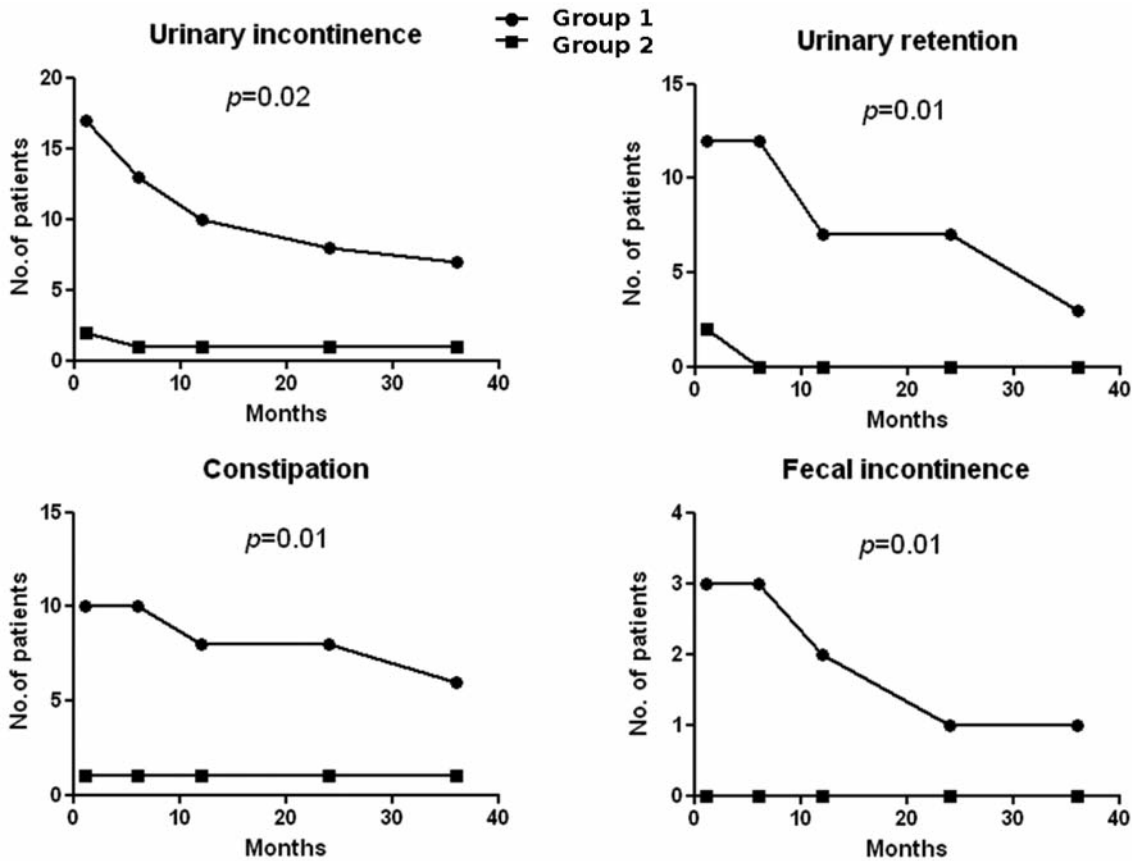 Urinary incontinence
Group 1
Group 2
Urinary retention
p=0.02
No.of patients
20
15
10
5
0
0 10 20 30 40
Months
p=0.01
No. of patients
15
10
5
0
0 10 20 30 40
Months
Constipation
p=0.01
No.of patients
15
10
5
0
0 10 20 30 40
Months
Fecal incontinence
p=0.01
No. of patients
4
3
2
1
0
0 10 20 30 40
Months